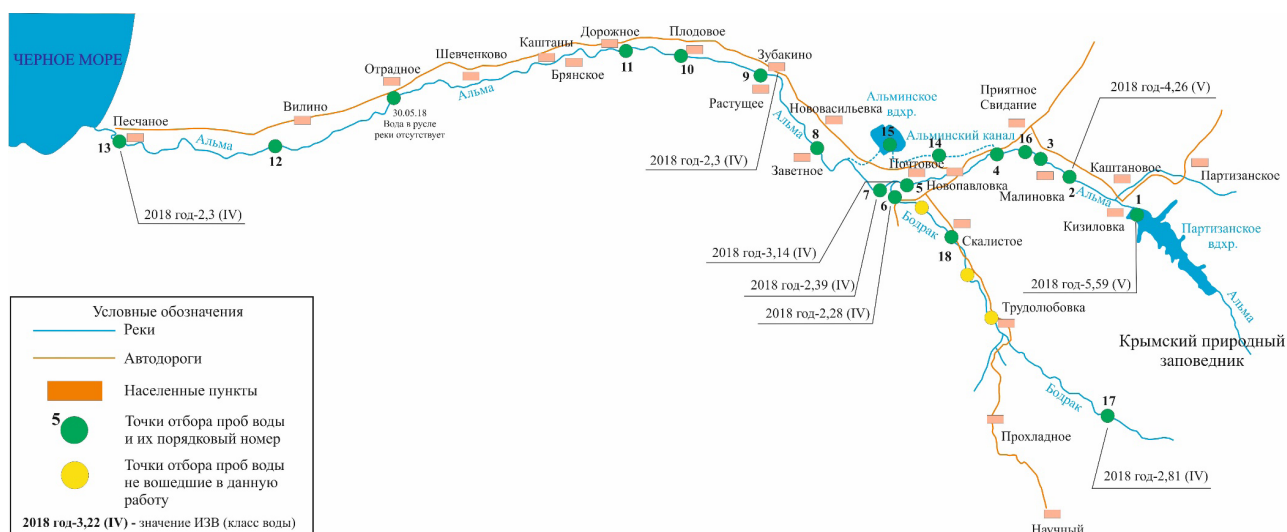 ЧЕРНОЕ МОРЕ
Песчаное
13
Альма
2018 год-2,3 (IV)
Вилино
12
Отрадное
30.05.18
Вода в русле
реки отсутствует
Шевченково
Альма
Каштаны
Брянское
Дорожное
11
Плодовое
10
Зубакино
9
Растущее
2018 год-2,3 (IV)
Альма
Нововасильевка
8
Заветное
Альминское
вдхр.
15
Альминский канал
14
Почтовое
5
Новопавловка
7
6
Бодрак
2018 год-3,14 (IV)
2018 год-2,39 (IV)
2018 год-2,28 (IV)
Приятное
Свидание
16
3
4
2018 год-4,26 (V)
Малиновка
2
Альма
Каштановое
Партизанское
1
Кизиловка
Партизанское
вдхр.
2018 год-5,59 (V)
Альма
Крымский природный
заповедник
Скалистое
18
Трудолюбовка
Бодрак
17
2018 год-2,81 (IV)
Прохладное
Научный
Условные обозначения
Реки
Автодороги
Населенные пункты
5
Точки отбора проб воды
и их порядковый номер
Точки отбора проб воды
не вошедшие в данную
работу
2018 год-3,22 (IV) - значение ИЗВ (класс воды)